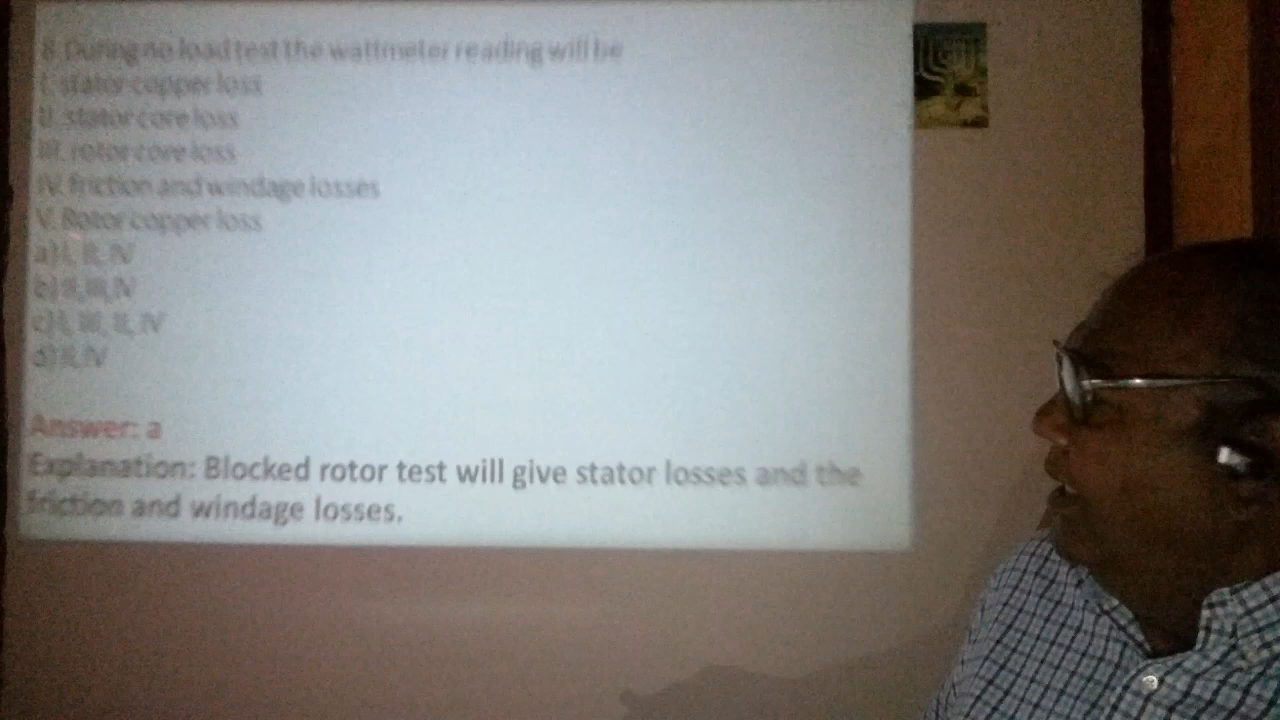 8. During no load test the wattmeter reading will be
I. stator copper loss
II. stator core loss
III. rotor core loss
IV. friction and windage losses
V. Rotor copper loss
a) I, II, IV
b) II,III,IV
c) I, III, II, IV
d) II,IV
Answer: a
Explanation: Blocked rotor test will give stator losses and the
friction and windage losses.